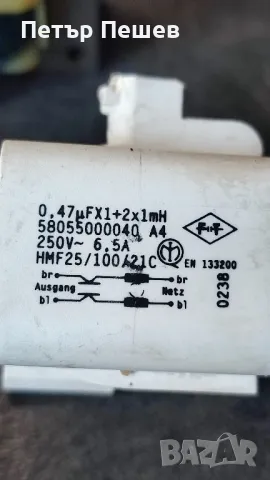 Петър Пешев
0,47µFX1+2x1mH
58055000040 A4
250V~ 6.5A
HMF25/100/21C
EN 133200
br br
Ausgang Netz
bl bl
0238
bazar